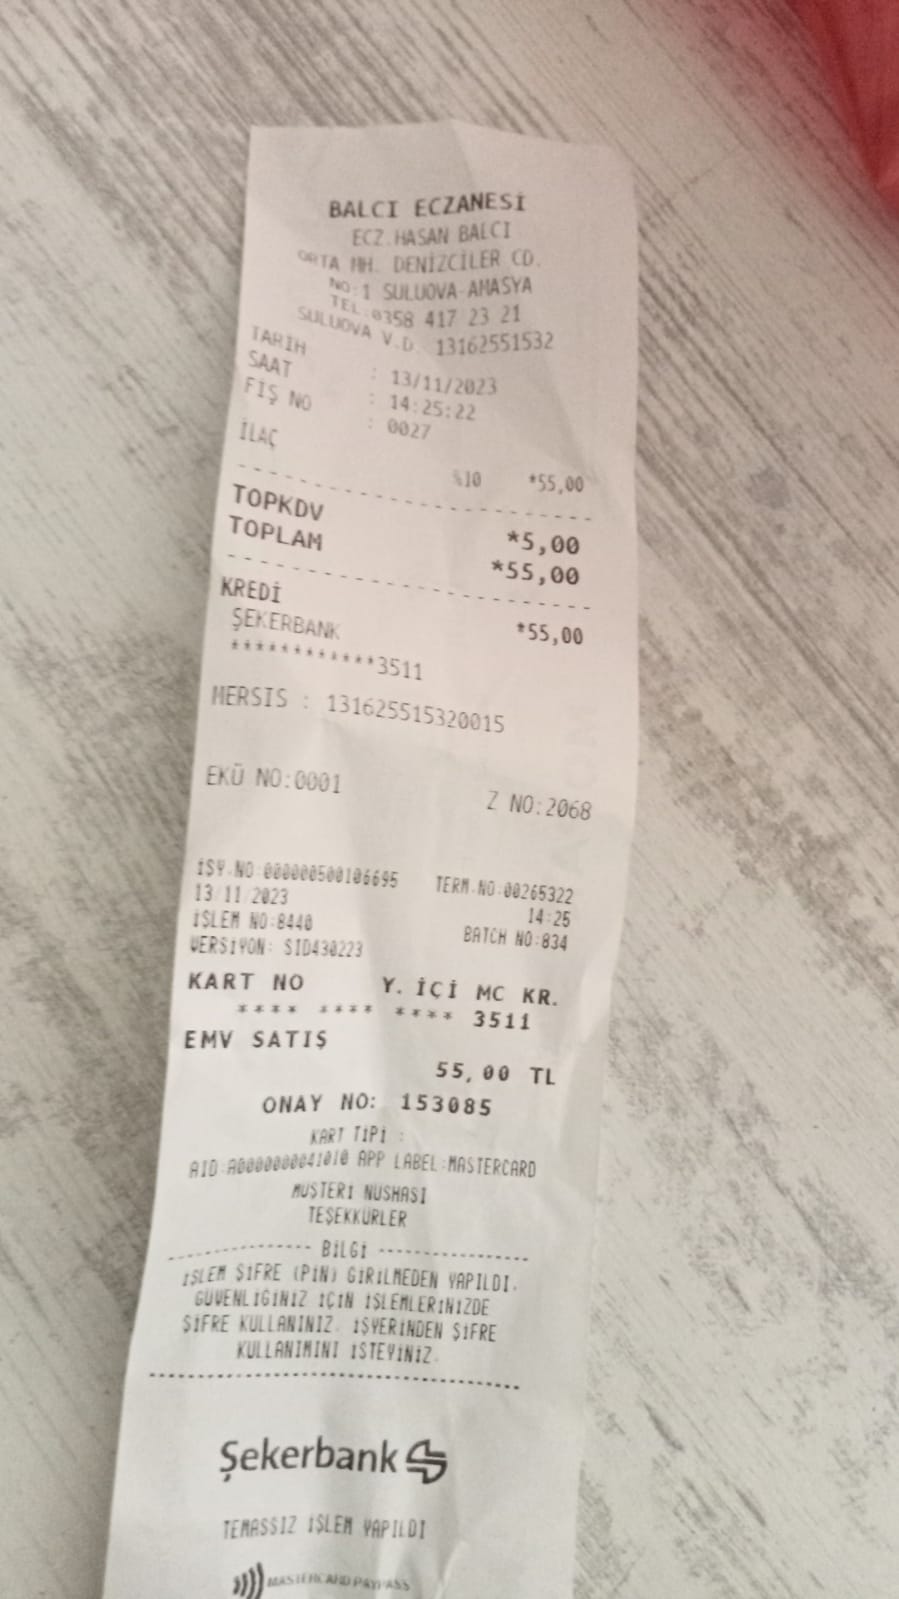 BALCI ECZANESİ
ECZ.HASAN BALCI
ORTA MH. DENİZCİLER CD.
NO:1 SULUOVA-AMASYA
TEL:0358 417 23 21
SULUOVA V.D. 13162551532
TARİH : 13/11/2023
SAAT : 14:25:22
FİŞ NO : 0027
İLAÇ %10 *55,00
TOPKDV *5,00
TOPLAM *55,00
KREDİ *55,00
ŞEKERBANK
************3511
MERSIS : 131625515320015
EKÜ NO:0001 Z NO:2068
İŞY.NO:000000500106695 TERM.NO:00265322
13/11/2023 14:25
İŞLEM NO:8440 BATCH NO:834
VERSİYON: SID430223
KART NO Y. İÇİ MC KR.
**** **** **** 3511
EMV SATIŞ
55,00 TL
ONAY NO: 153085
KART TİPİ :
AID:A0000000041010 APP LABEL:MASTERCARD
MÜŞTERİ NÜSHASI
TEŞEKKÜRLER
BİLGİ
İŞLEM ŞİFRE (PİN) GİRİLMEDEN YAPILDI.
GÜVENLİĞİNİZ İÇİN İŞLEMLERİNİZDE
ŞİFRE KULLANINIZ. İŞYERİNDEN ŞİFRE
KULLANIMINI İSTEYİNİZ.
Şekerbank
TEMASSIZ İŞLEM YAPILDI
MASTERCARD PAYPASS